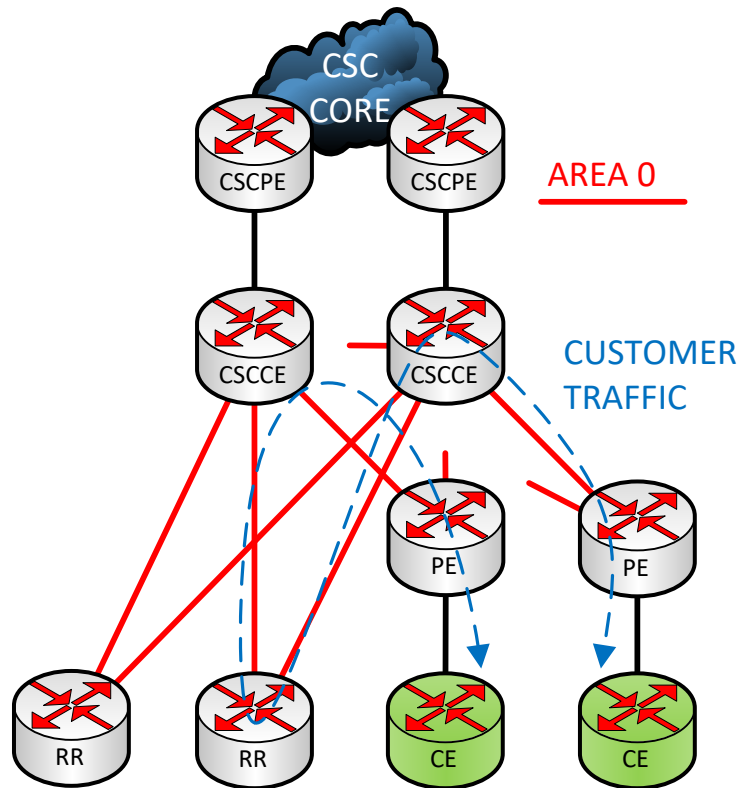 CSC
CORE
CSCPE
CSCPE
AREA 0
CSCCE
CSCCE
CUSTOMER
TRAFFIC
PE
PE
RR
RR
CE
CE